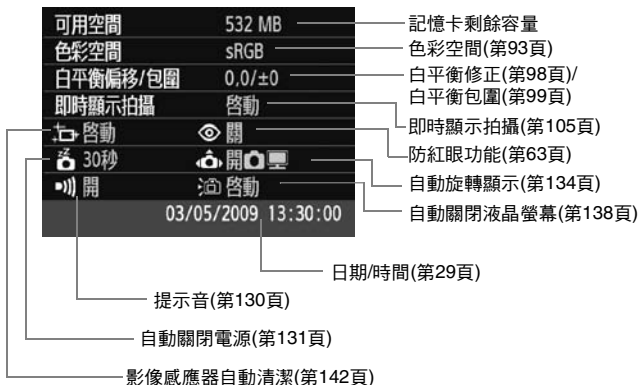 可用空間 532 MB
色彩空間 sRGB
白平衡偏移/包圍 0,0/±0
即時顯示拍攝 啓動
啓動 關
30秒 開
開 啓動
03/05/2009 13:30:00
記憶卡剩餘容量
色彩空間(第93頁)
白平衡修正(第98頁)/
白平衡包圍(第99頁)
即時顯示拍攝(第105頁)
防紅眼功能(第63頁)
自動旋轉顯示(第134頁)
自動關閉液晶螢幕(第138頁)
日期/時間(第29頁)
提示音(第130頁)
自動關閉電源(第131頁)
影像感應器自動清潔(第142頁)